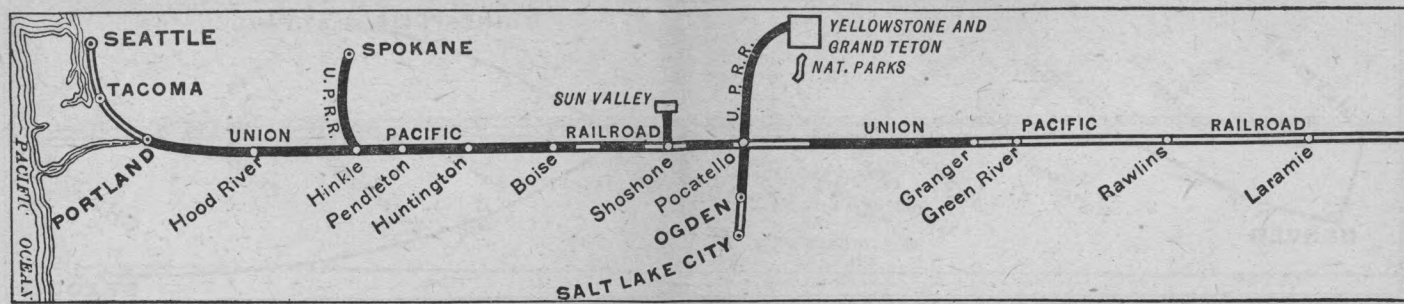 SEATTLE
TACOMA
PORTLAND
PACIFIC OCEAN
Hood River
UNION PACIFIC RAILROAD
SPOKANE
U.P.R.R.
Hinkle
Pendleton
Huntington
Boise
SUN VALLEY
Shoshone
Pocatello
U. P. R. R.
YELLOWSTONE AND
GRAND TETON
NAT. PARKS
OGDEN
SALT LAKE CITY
UNION PACIFIC RAILROAD
Granger
Green River
Rawlins
Laramie